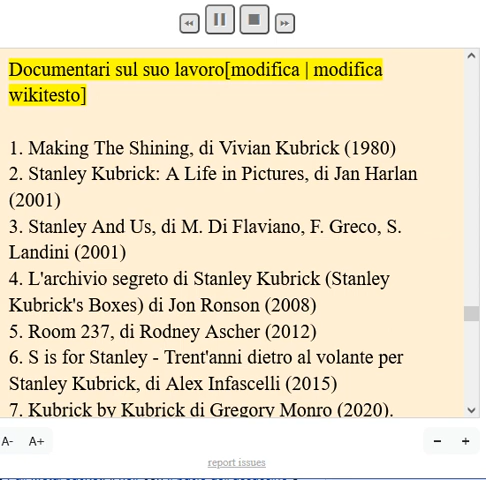 Documentari sul suo lavoro[modifica | modifica
wikitesto]
1. Making The Shining, di Vivian Kubrick (1980)
2. Stanley Kubrick: A Life in Pictures, di Jan Harlan
(2001)
3. Stanley And Us, di M. Di Flaviano, F. Greco, S.
Landini (2001)
4. L'archivio segreto di Stanley Kubrick (Stanley
Kubrick's Boxes) di Jon Ronson (2008)
5. Room 237, di Rodney Ascher (2012)
6. S is for Stanley - Trent'anni dietro al volante per
Stanley Kubrick, di Alex Infascelli (2015)
7. Kubrick by Kubrick di Gregory Monro (2020).
A- A+ - +
report issues